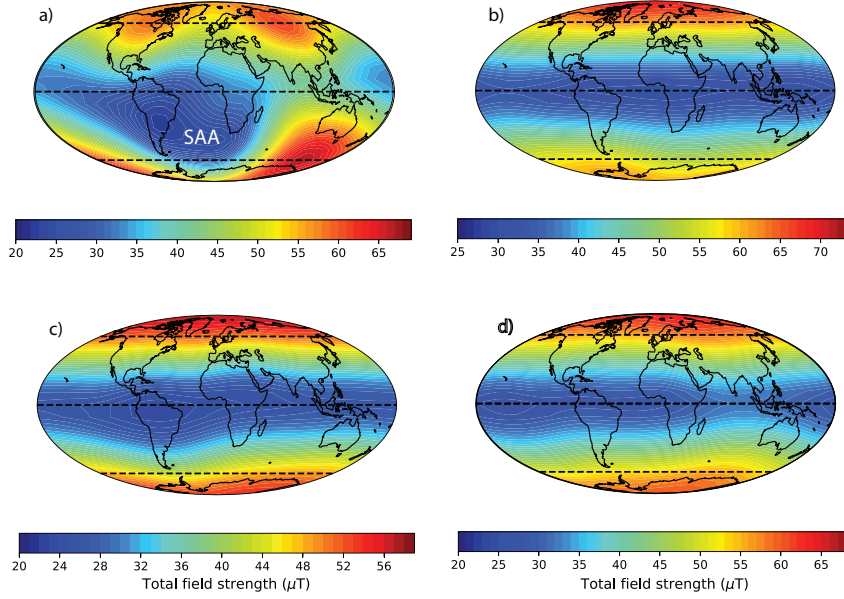 a)
b)
SAA
20 25 30 35 40 45 50 55 60 65
25 30 35 40 45 50 55 60 65 70
c)
d)
20 24 28 32 36 40 44 48 52 56
Total field strength (μT)
20 25 30 35 40 45 50 55 60 65
Total field strength (μT)